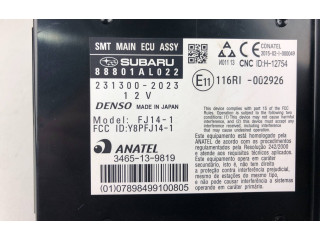 SMT MAIN ECU ASSY
SUBARU
88801AL022
231300-2023
12V
DENSO MADE IN JAPAN
Model: FJ14-1
FCC ID:Y8PFJ14-1
ANATEL
3465-13-9819
(01)07898499100805
CONATEL
2015-02-I-000049
CNC ID:H-12754
E11 116RI -002926
This device complies with part 15 of the FCC
Rules. Operation is subject to the following two
conditions: (1) this device may not cause
harmful interference, and (2) this device must
accept any interference received, including
interference that may cause undesired operation.
Este equipamento está homologado pela
ANATEL de acordo com os procedimentos
regulamentados pela Resolução 242/2000
e atende aos requisitos técnicos aplicados.
Este equipamento opera em caráter
secundário, isto é, não tem direito
à proteção contra interferência prejudicial,
mesmo de estações do mesmo tipo
e não pode causar interferência a
sistemas operando em caráter primário.